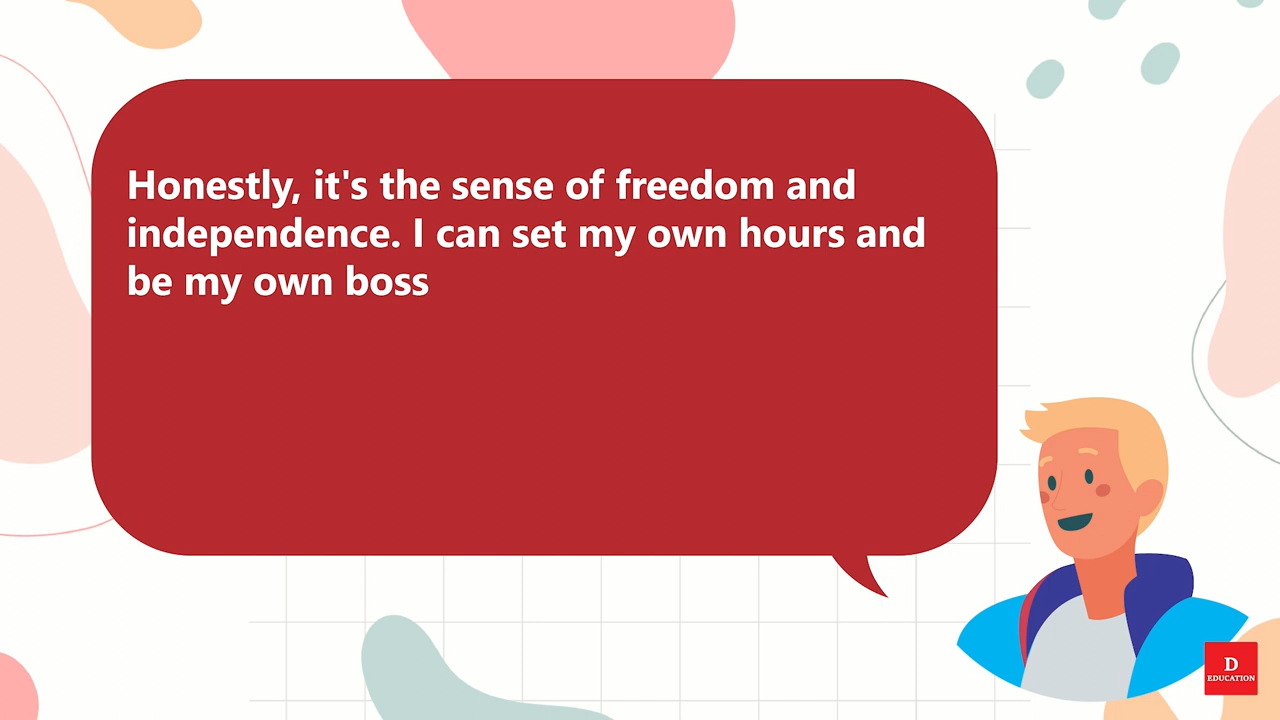 Honestly, it's the sense of freedom and
independence. I can set my own hours and
be my own boss
D
EDUCATION